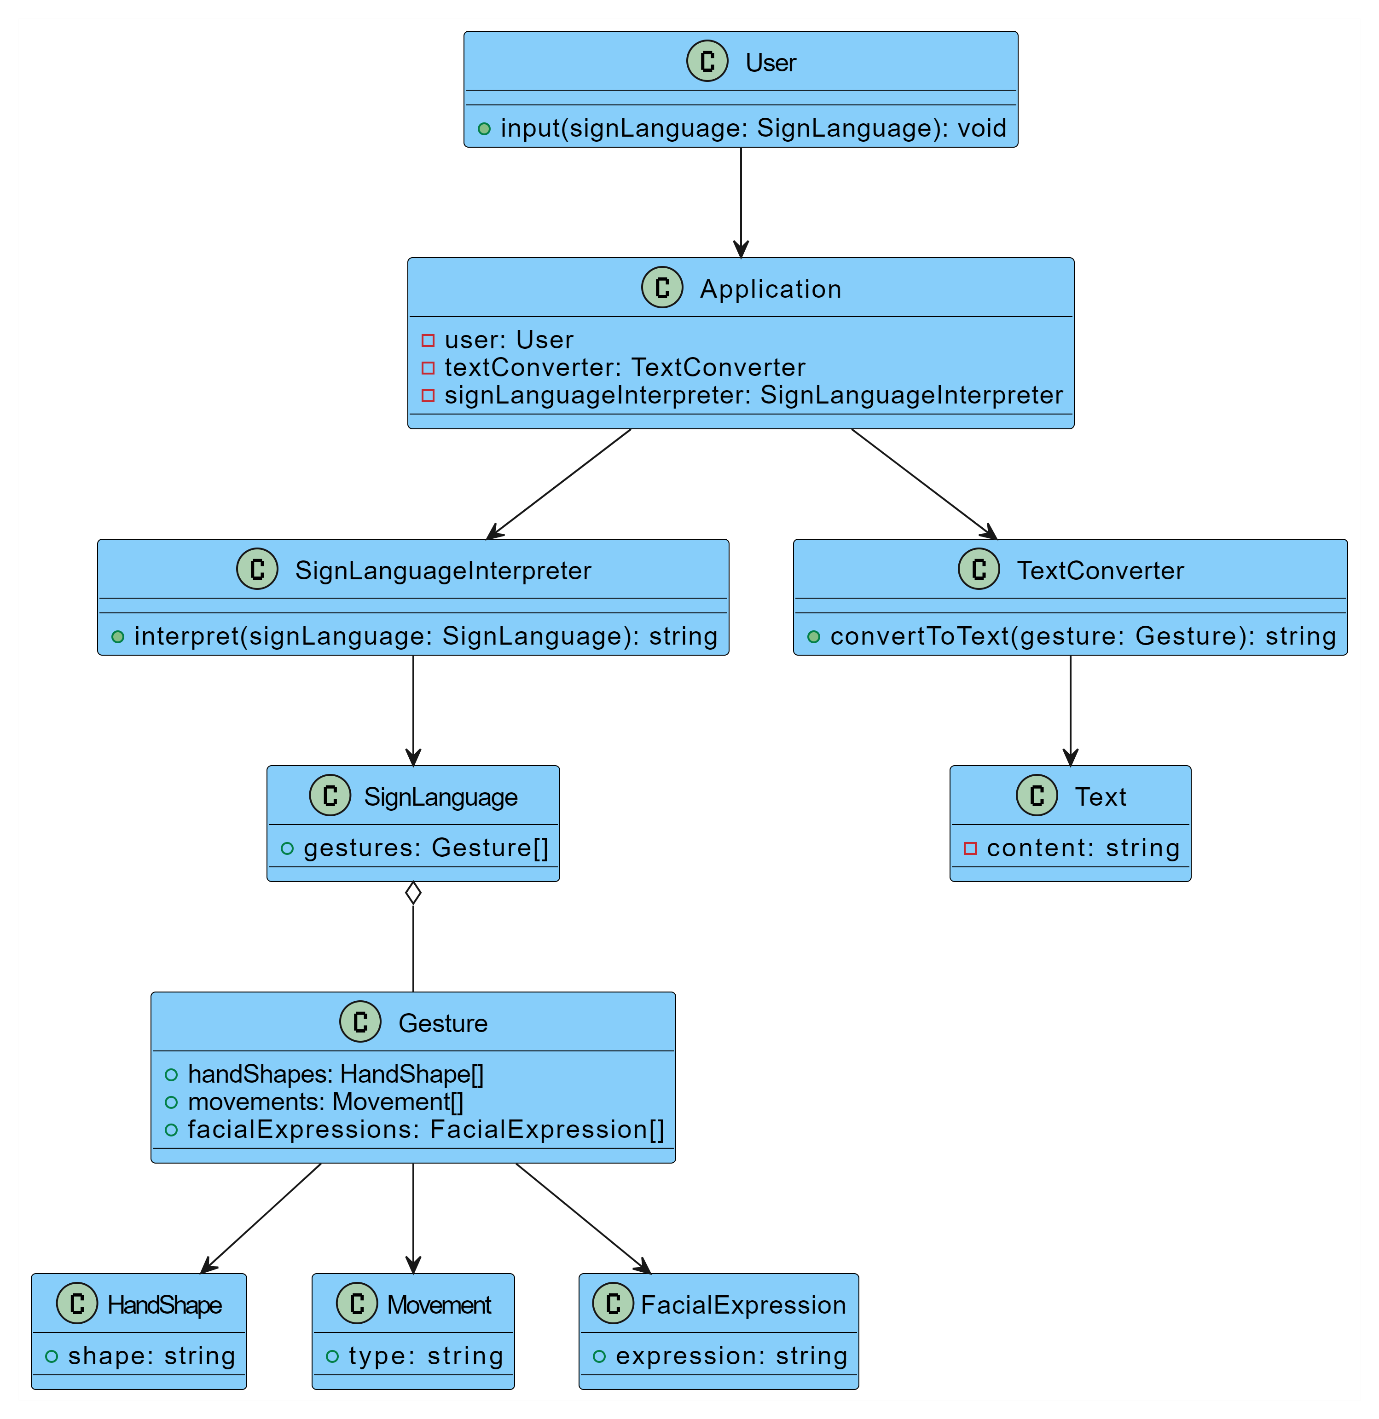 C User
input(signLanguage: SignLanguage): void
C Application
user: User
textConverter: TextConverter
signLanguageInterpreter: SignLanguageInterpreter
C SignLanguageInterpreter
interpret(signLanguage: SignLanguage): string
C TextConverter
convertToText(gesture: Gesture): string
C SignLanguage
gestures: Gesture[]
C Text
content: string
C Gesture
handShapes: HandShape[]
movements: Movement[]
facialExpressions: FacialExpression[]
C HandShape
shape: string
C Movement
type: string
C FacialExpression
expression: string